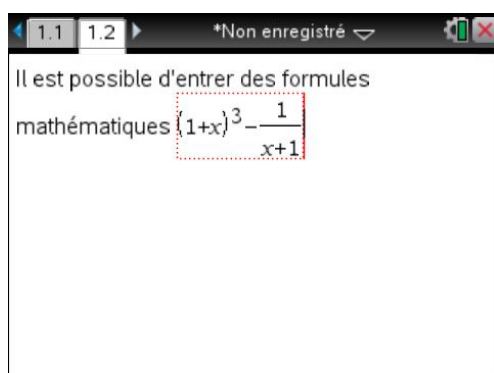 1.1 1.2 *Non enregistré
Il est possible d'entrer des formules
mathématiques (1+x)^3 - 1/(x+1)